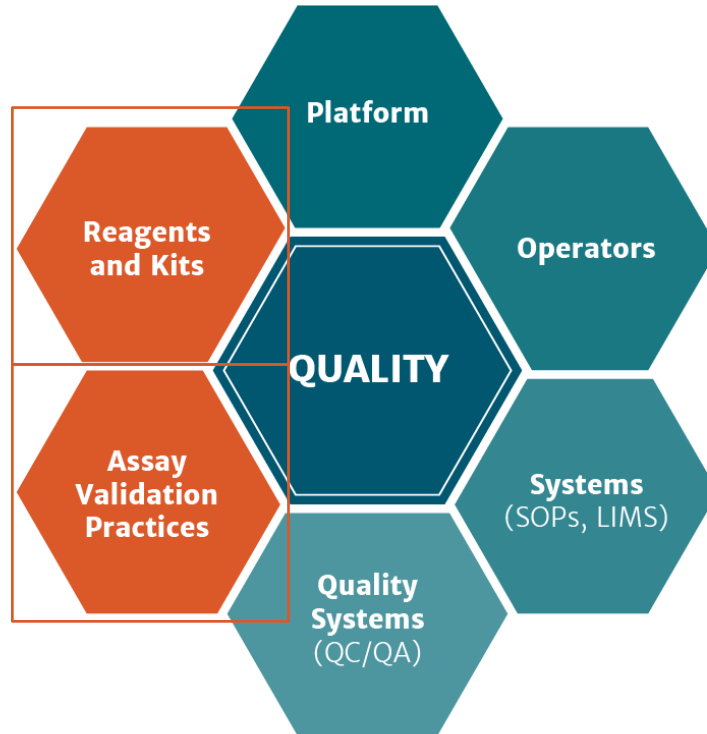 Platform
Reagents
and Kits
Operators
QUALITY
Assay
Validation
Practices
Systems
(SOPs, LIMS)
Quality
Systems
(QC/QA)